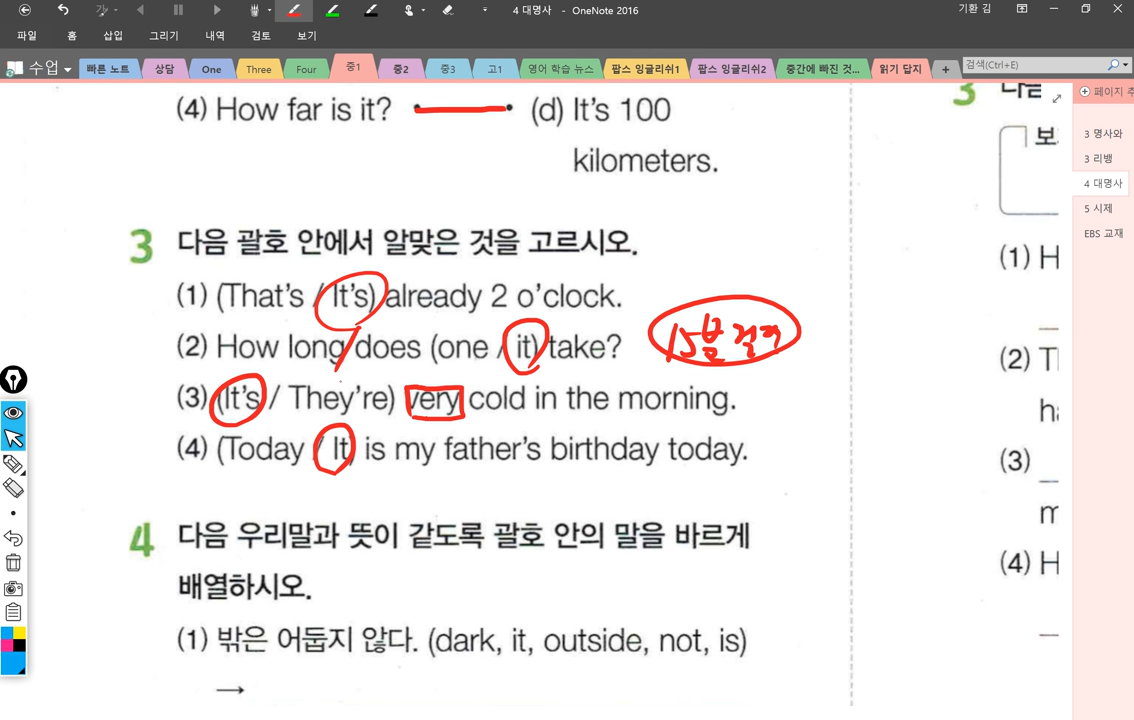 4 대명사 - OneNote 2016
기환 김
파일 홈 삽입 그리기 내역 검토 보기
수업 빠른 노트 상담 One Three Four 중1 중2 중3 고1 영어 학습 뉴스 팝스 잉글리쉬1 팝스 잉글리쉬2 중간에 빠진 것... 읽기 답지 + 검색(Ctrl+E)
페이지 추
3 명사와
3 리뱅
4 대명사
5 시제
EBS 교재
(4) How far is it? (d) It's 100
kilometers.
3 다음 괄호 안에서 알맞은 것을 고르시오.
(1) (That's / It's) already 2 o'clock.
(2) How long does (one / it) take? 15분 걸려
(3) (It's / They're) very cold in the morning.
(4) (Today / It) is my father's birthday today.
4 다음 우리말과 뜻이 같도록 괄호 안의 말을 바르게
배열하시오.
(1) 밖은 어둡지 않다. (dark, it, outside, not, is)
→
3
보
(1) H
(2) T
ha
(3)
m
(4) H